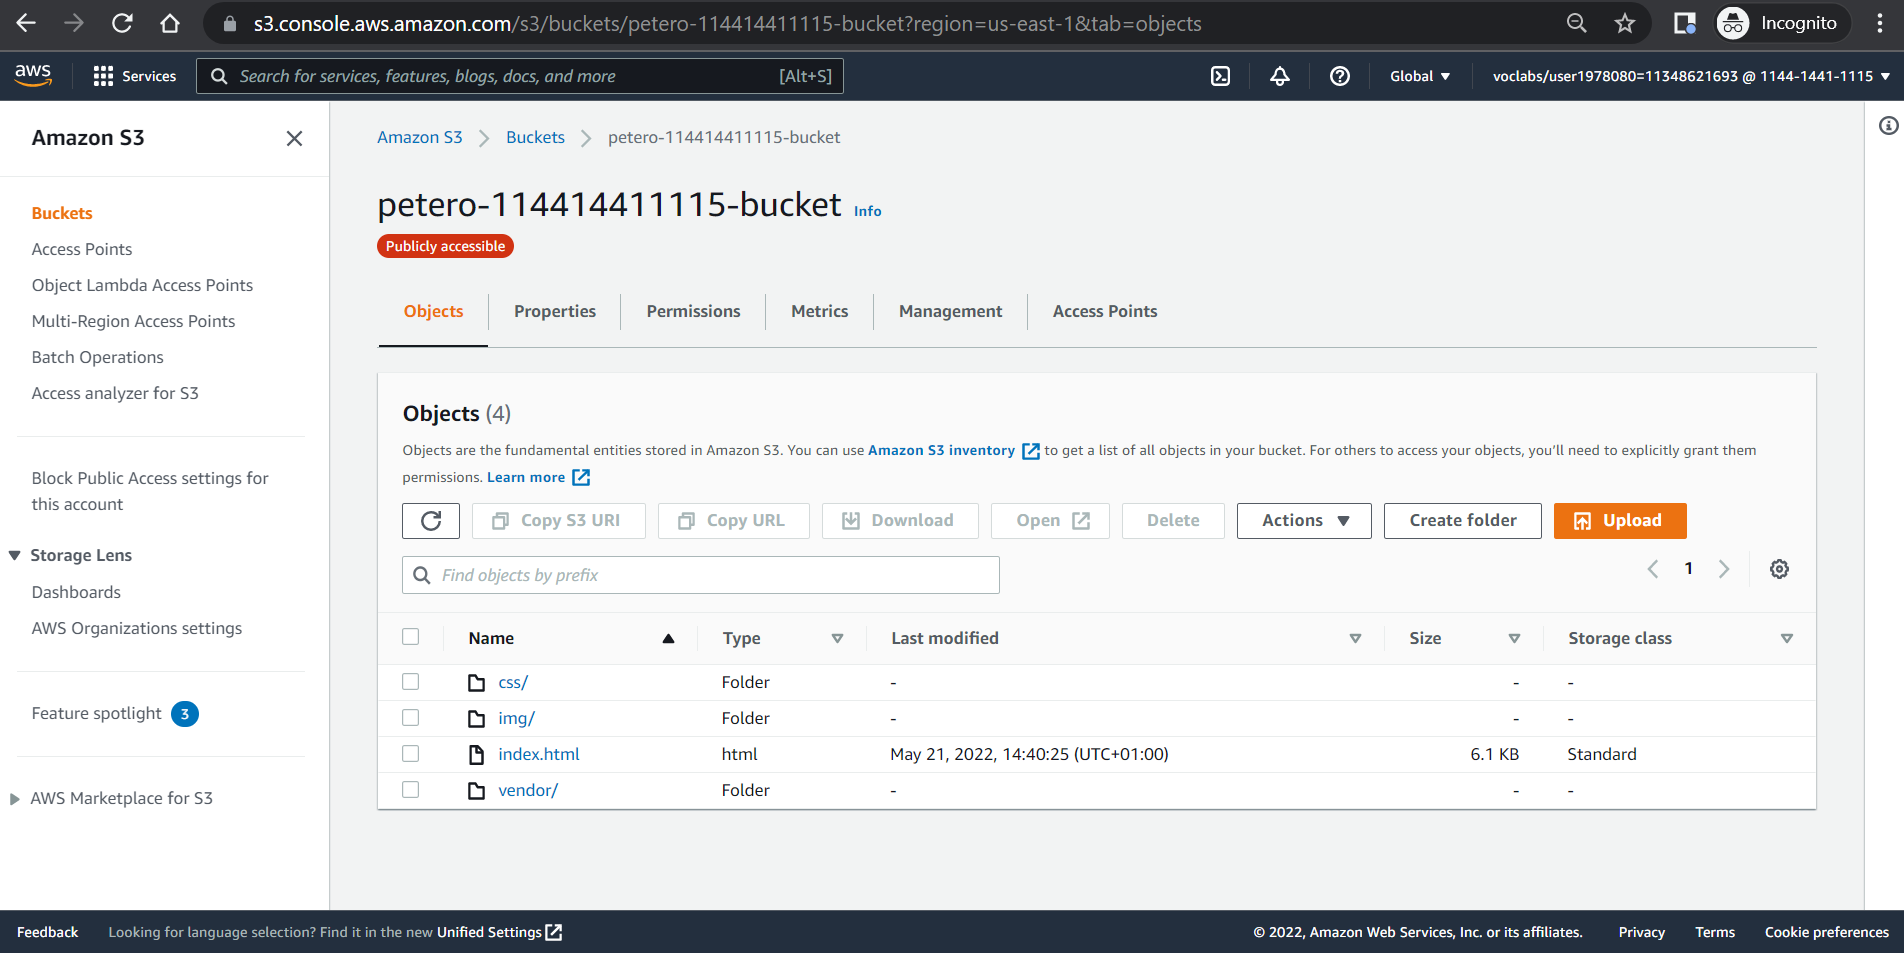 s3.console.aws.amazon.com/s3/buckets/petero-114414411115-bucket?region=us-east-1&tab=objects
Incognito
aws
Services
Search for services, features, blogs, docs, and more
[Alt+S]
Global
voclabs/user1978080=11348621693 @ 1144-1441-1115
Amazon S3
Buckets
Access Points
Object Lambda Access Points
Multi-Region Access Points
Batch Operations
Access analyzer for S3
Block Public Access settings for
this account
Storage Lens
Dashboards
AWS Organizations settings
Feature spotlight 3
AWS Marketplace for S3
Amazon S3 Buckets petero-114414411115-bucket
petero-114414411115-bucket Info
Publicly accessible
Objects Properties Permissions Metrics Management Access Points
Objects (4)
Objects are the fundamental entities stored in Amazon S3. You can use Amazon S3 inventory to get a list of all objects in your bucket. For others to access your objects, you'll need to explicitly grant them
permissions. Learn more
Copy S3 URI Copy URL Download Open Delete Actions Create folder Upload
Find objects by prefix
1
Name Type Last modified Size Storage class
css/ Folder - - -
img/ Folder - - -
index.html html May 21, 2022, 14:40:25 (UTC+01:00) 6.1 KB Standard
vendor/ Folder - - -
Feedback Looking for language selection? Find it in the new Unified Settings © 2022, Amazon Web Services, Inc. or its affiliates. Privacy Terms Cookie preferences